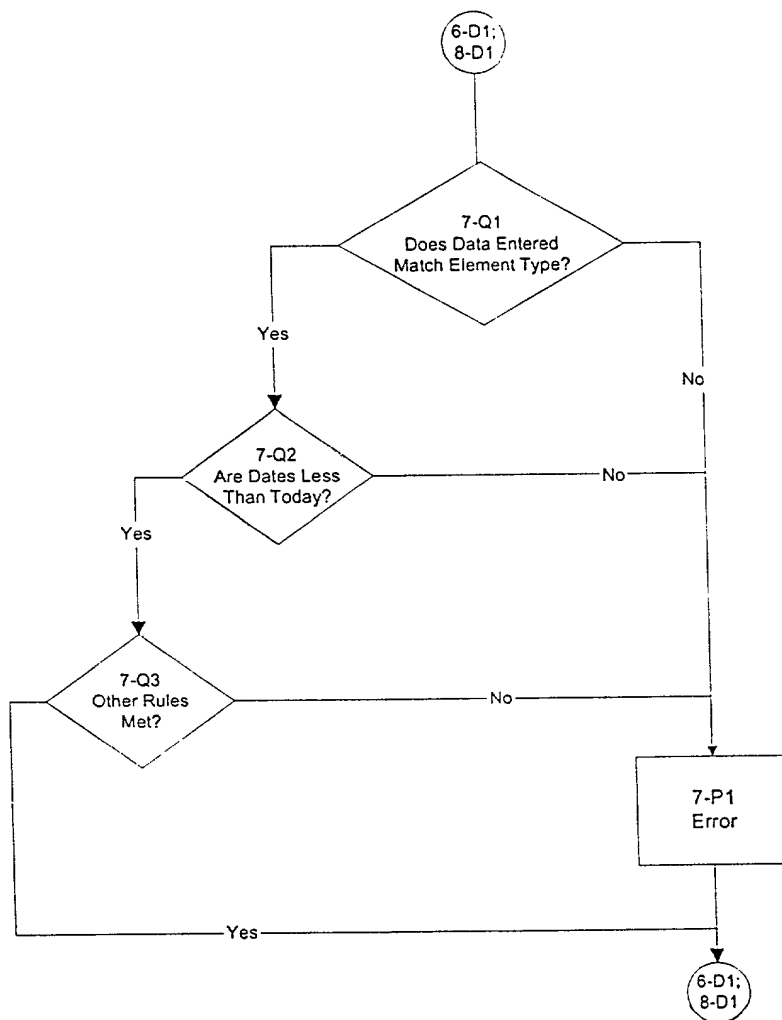 6-D1;
8-D1
7-Q1
Does Data Entered
Match Element Type?
Yes
No
7-Q2
Are Dates Less
Than Today?
No
Yes
7-Q3
Other Rules
Met?
No
7-P1
Error
Yes
6-D1;
8-D1